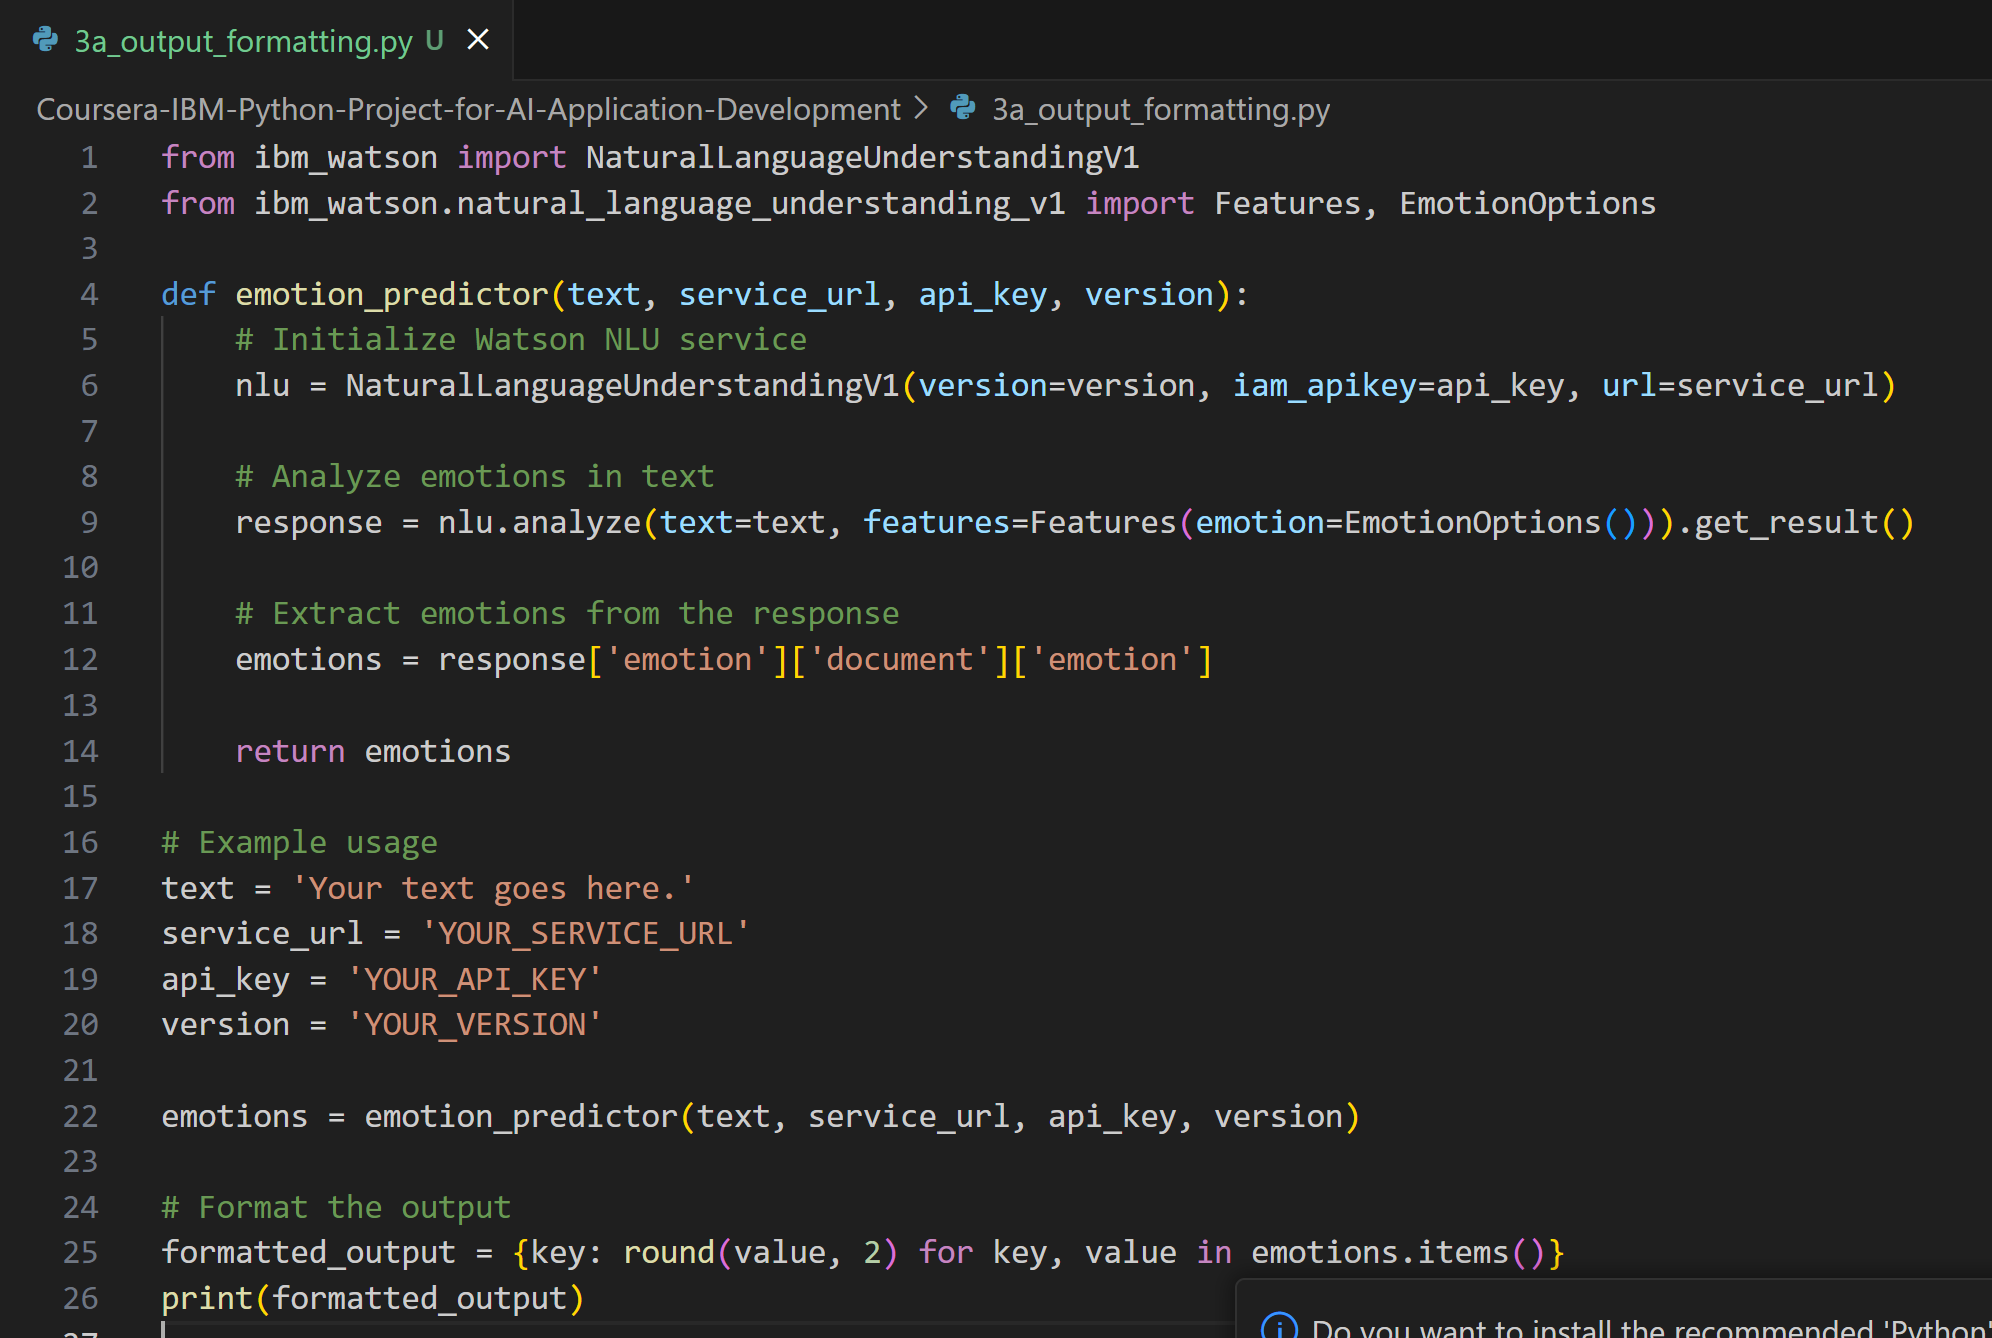 3a_output_formatting.py U
Coursera-IBM-Python-Project-for-AI-Application-Development > 3a_output_formatting.py
1 from ibm_watson import NaturalLanguageUnderstandingV1
2 from ibm_watson.natural_language_understanding_v1 import Features, EmotionOptions
3
4 def emotion_predictor(text, service_url, api_key, version):
5     # Initialize Watson NLU service
6     nlu = NaturalLanguageUnderstandingV1(version=version, iam_apikey=api_key, url=service_url)
7
8     # Analyze emotions in text
9     response = nlu.analyze(text=text, features=Features(emotion=EmotionOptions())).get_result()
10
11     # Extract emotions from the response
12     emotions = response['emotion']['document']['emotion']
13
14     return emotions
15
16 # Example usage
17 text = 'Your text goes here.'
18 service_url = 'YOUR_SERVICE_URL'
19 api_key = 'YOUR_API_KEY'
20 version = 'YOUR_VERSION'
21
22 emotions = emotion_predictor(text, service_url, api_key, version)
23
24 # Format the output
25 formatted_output = {key: round(value, 2) for key, value in emotions.items()}
26 print(formatted_output)
27
Do you want to install the recommended 'Python'